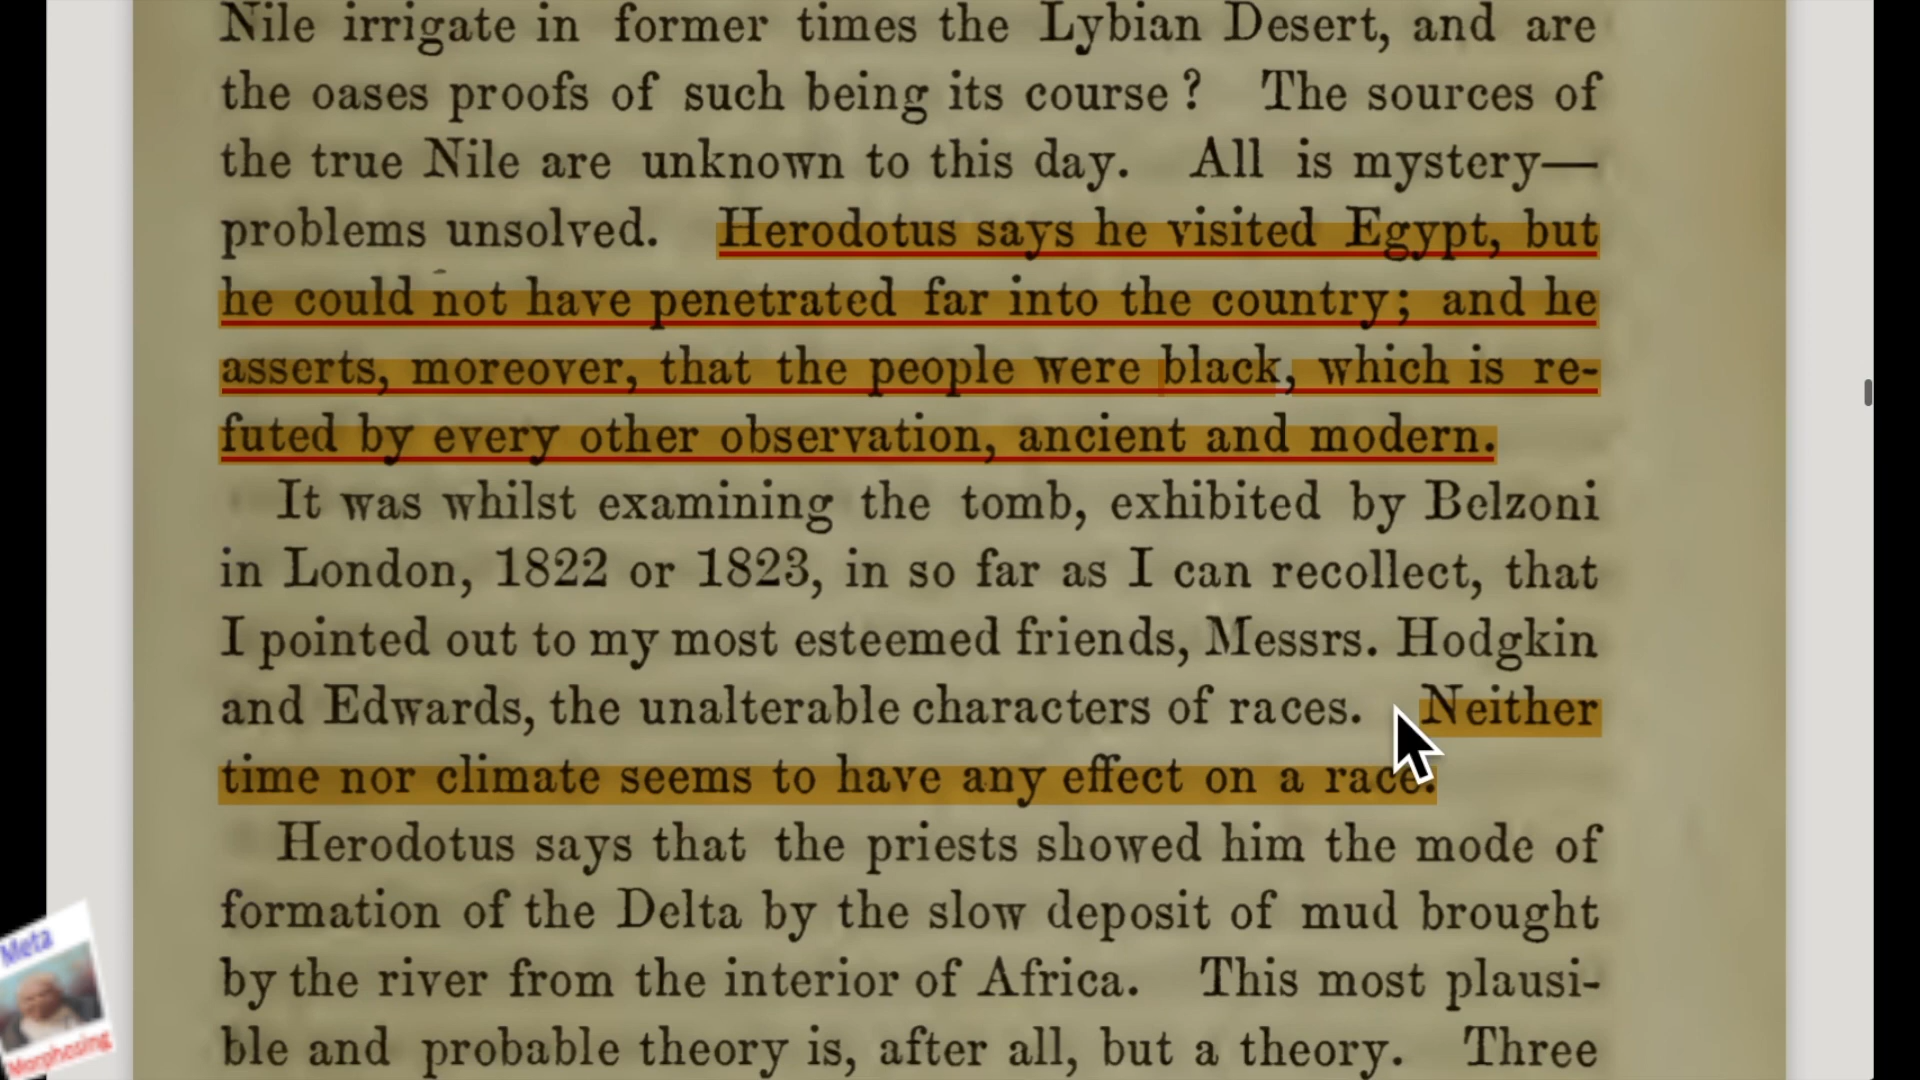 Nile irrigate in former times the Lybian Desert, and are
the oases proofs of such being its course? The sources of
the true Nile are unknown to this day. All is mystery—
problems unsolved. Herodotus says he visited Egypt, but
he could not have penetrated far into the country; and he
asserts, moreover, that the people were black, which is re-
futed by every other observation, ancient and modern.
It was whilst examining the tomb, exhibited by Belzoni
in London, 1822 or 1823, in so far as I can recollect, that
I pointed out to my most esteemed friends, Messrs. Hodgkin
and Edwards, the unalterable characters of races. Neither
time nor climate seems to have any effect on a race.
Herodotus says that the priests showed him the mode of
formation of the Delta by the slow deposit of mud brought
by the river from the interior of Africa. This most plausi-
ble and probable theory is, after all, but a theory. Three
Meta
Morphosing